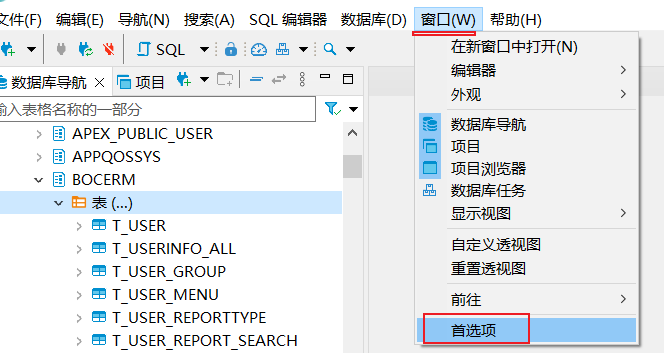 文件(F) 编辑(E) 导航(N) 搜索(A) SQL 编辑器 数据库(D) 窗口(W) 帮助(H)
SQL
数据库导航 项目
输入表格名称的一部分
APEX_PUBLIC_USER
APPQOSSYS
BOCERM
表 (...)
T_USER
T_USERINFO_ALL
T_USER_GROUP
T_USER_MENU
T_USER_REPORTTYPE
T_USER_REPORT_SEARCH
在新窗口中打开(N)
编辑器
外观
数据库导航
项目
项目浏览器
数据库任务
显示视图
自定义透视图
重置透视图
前往
首选项